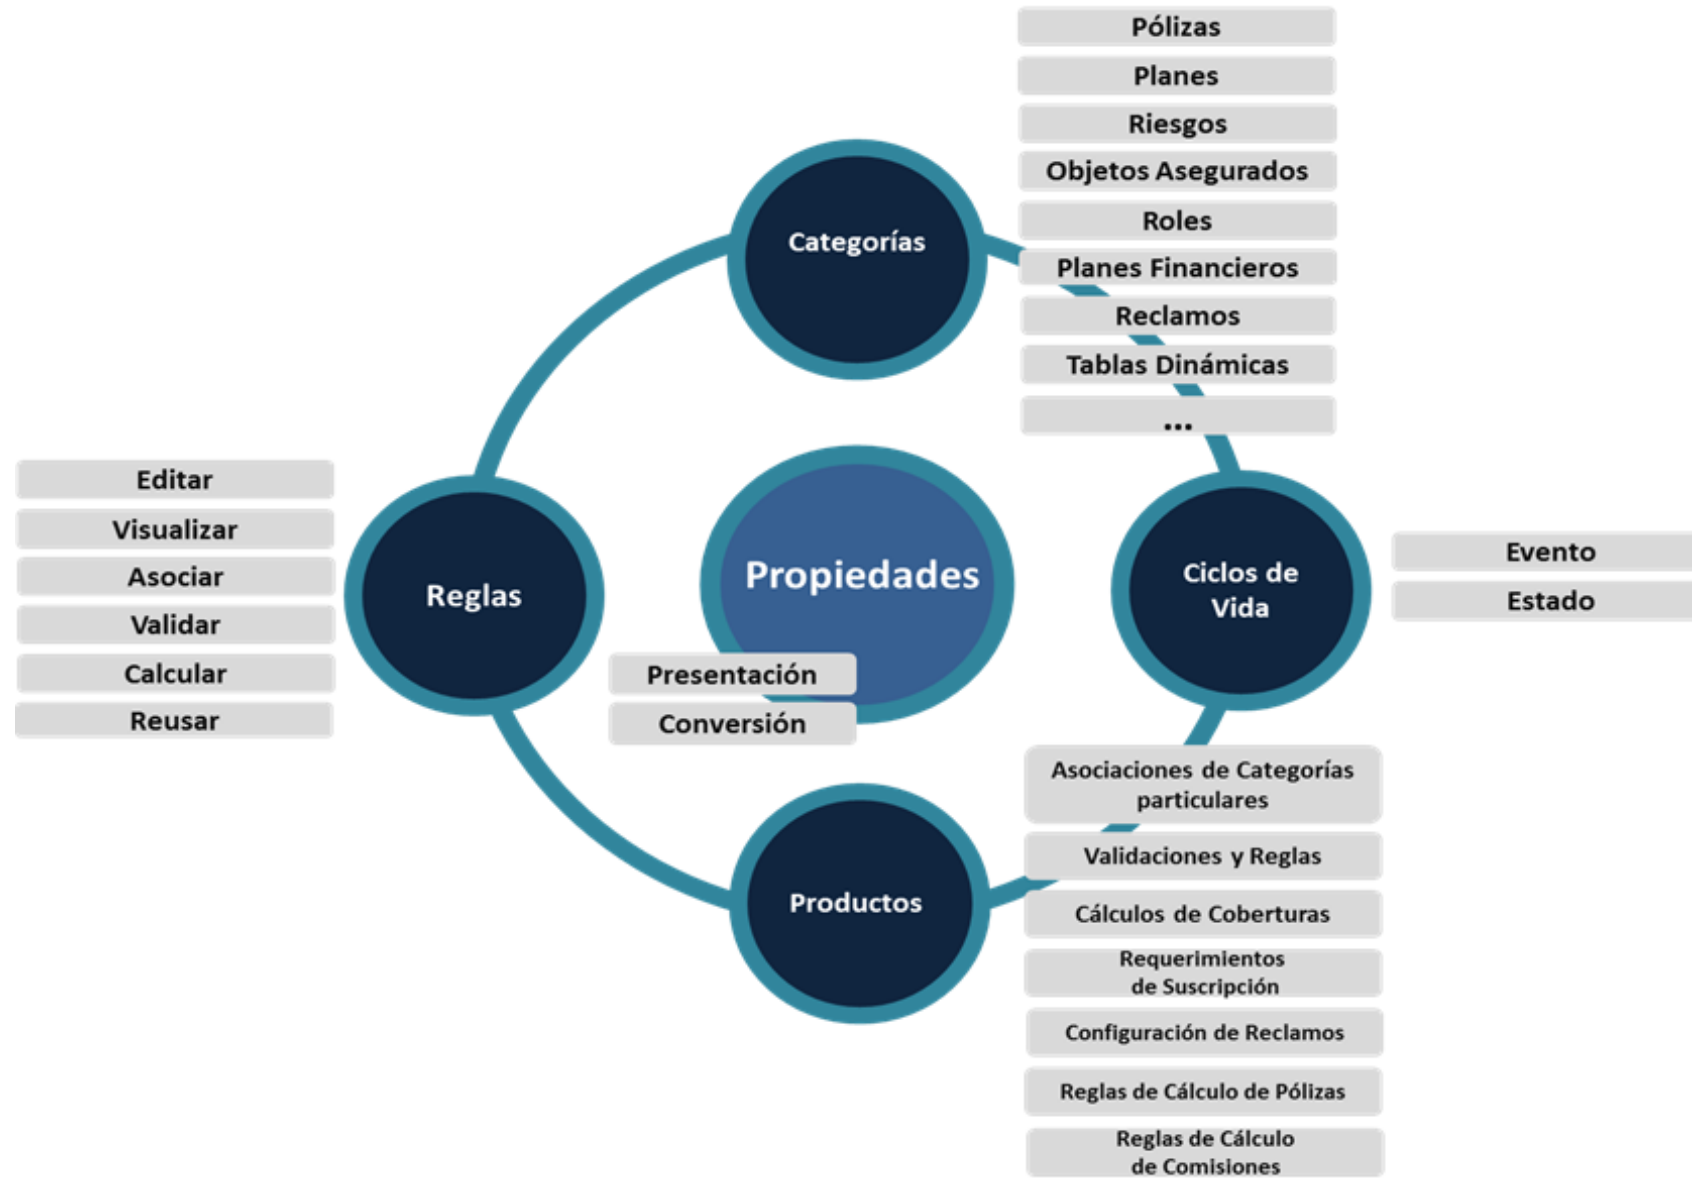 Pólizas
Planes
Riesgos
Objetos Asegurados
Roles
Planes Financieros
Reclamos
Tablas Dinámicas
...
Categorías
Editar
Visualizar
Asociar
Validar
Calcular
Reusar
Reglas
Propiedades
Presentación
Conversión
Ciclos de
Vida
Evento
Estado
Productos
Asociaciones de Categorías
particulares
Validaciones y Reglas
Cálculos de Coberturas
Requerimientos
de Suscripción
Configuración de Reclamos
Reglas de Cálculo de Pólizas
Reglas de Cálculo
de Comisiones